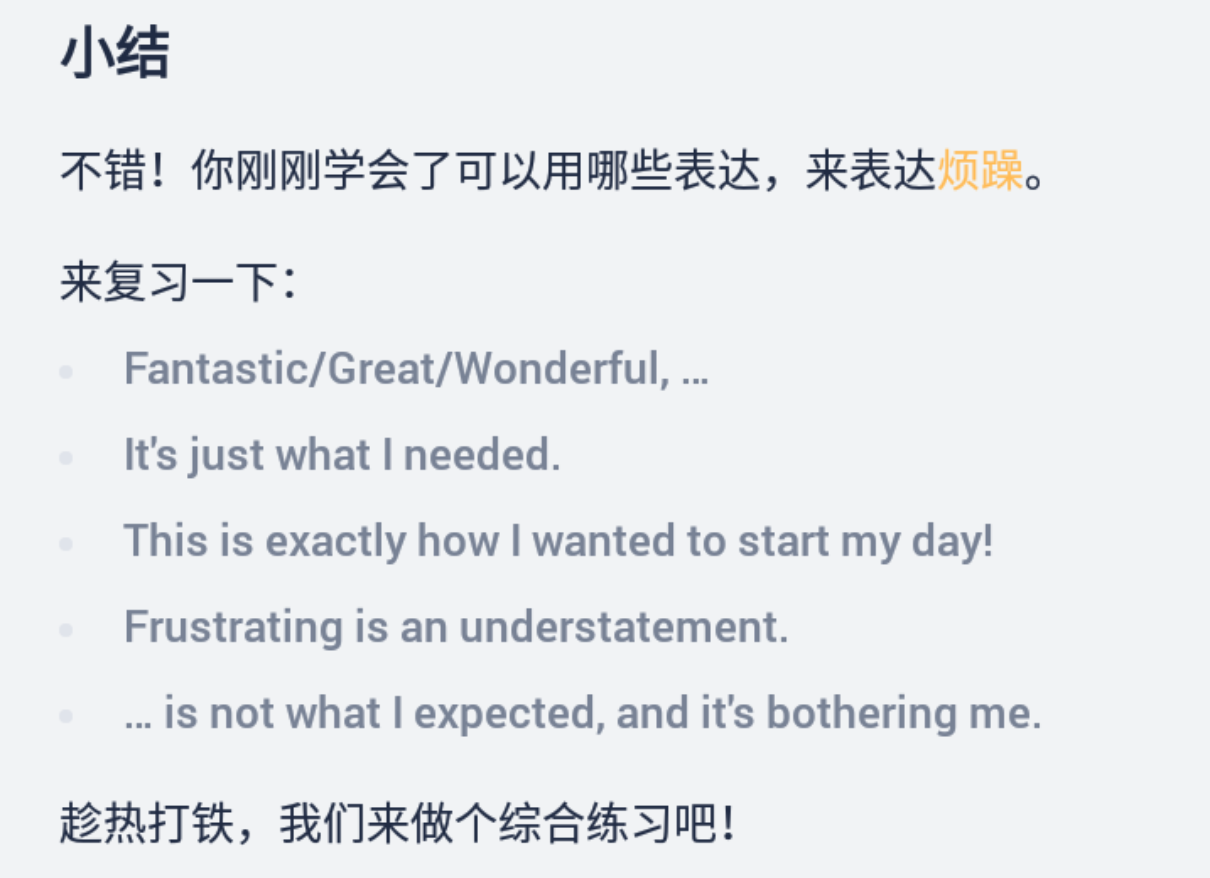 小结
不错！你刚刚学会了可以用哪些表达，来表达烦躁。
来复习一下：
Fantastic/Great/Wonderful, ...
It's just what I needed.
This is exactly how I wanted to start my day!
Frustrating is an understatement.
... is not what I expected, and it's bothering me.
趁热打铁，我们来做个综合练习吧！